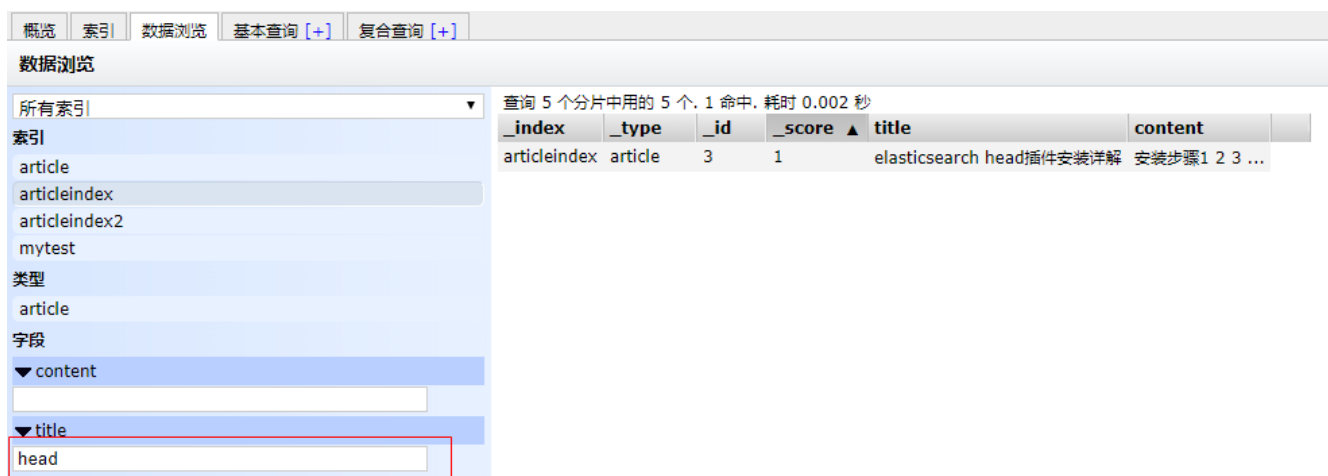 概览 索引 数据浏览 基本查询 [+] 复合查询 [+]
数据浏览
所有索引
索引
article
articleindex
articleindex2
mytest
类型
article
字段
content
title
head
查询 5 个分片中用的 5 个. 1 命中. 耗时 0.002 秒
_index _type _id _score ▲ title content
articleindex article 3 1 elasticsearch head插件安装详解 安装步骤1 2 3 ...